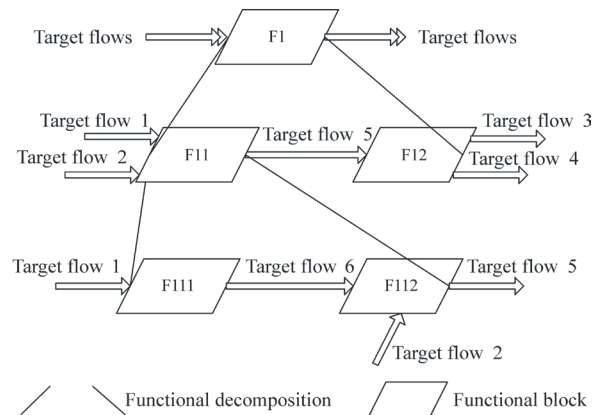 Target flows
F1
Target flows
Target flow 1
Target flow 2
F11
Target flow 5
F12
Target flow 3
Target flow 4
Target flow 1
F111
Target flow 6
F112
Target flow 5
Target flow 2
Functional decomposition
Functional block